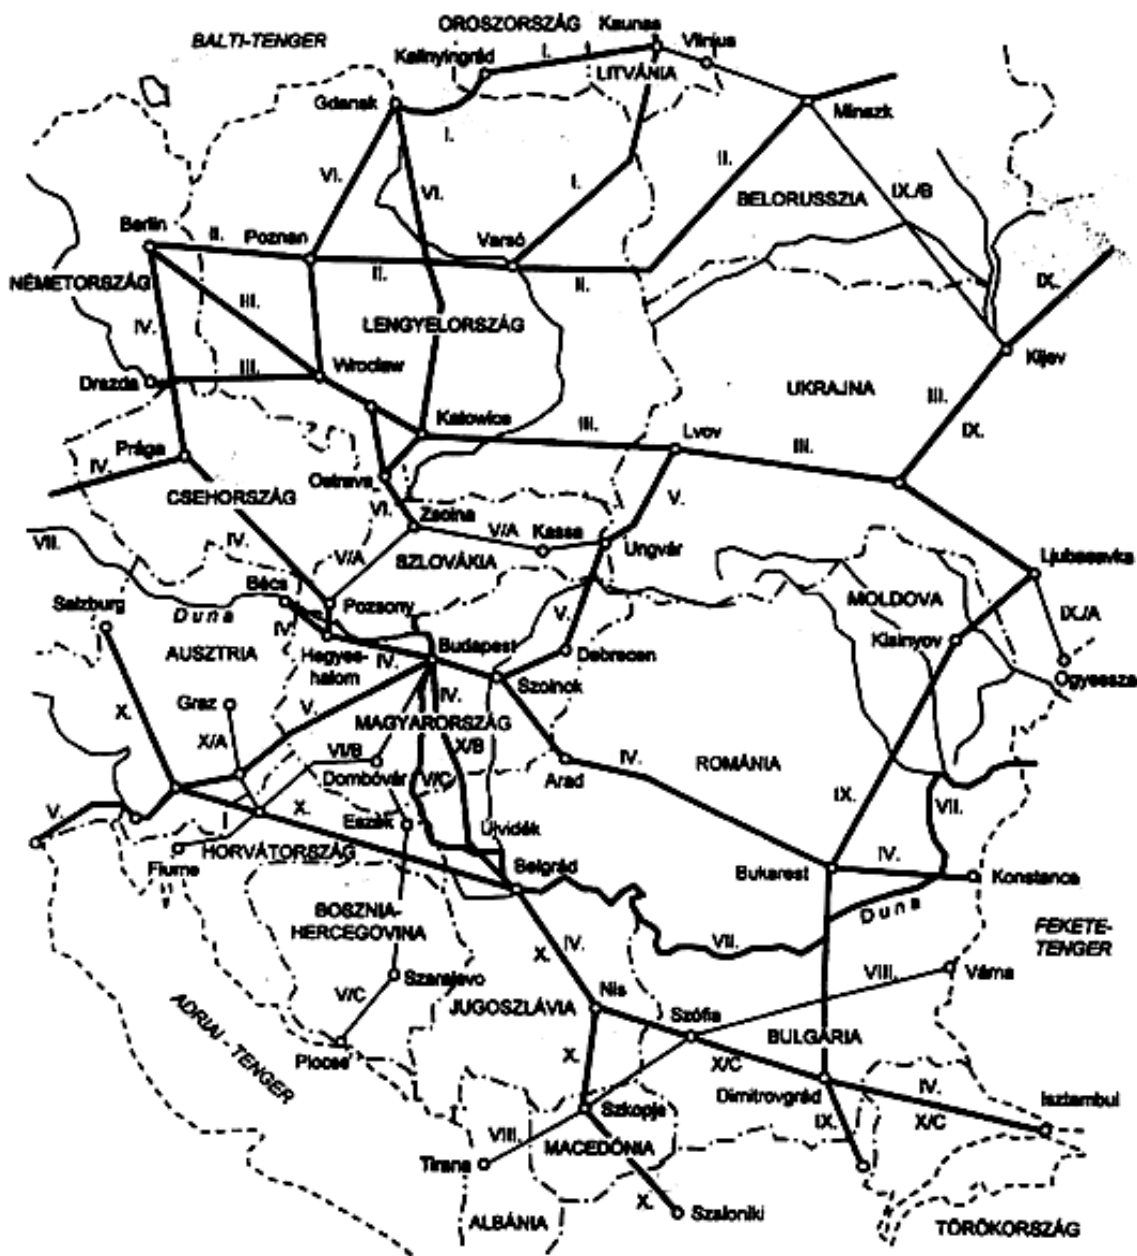 OROSZORSZÁG
Kaunas
BALTI-TENGER
I.
Vilnius
Kalinyingrád
LITVÁNIA
Gdansk
Minszk
I.
II.
VI.
VI.
I.
BELORUSSZIA
IX./B
Berlin
II.
Poznan
Varsó
II.
II.
IX.
NÉMETORSZÁG
III.
IV.
LENGYELORSZÁG
Kijev
Wroclaw
III.
Drezda
UKRAJNA
III.
Katowice
III.
Lvov
IX.
Prága
III.
IV.
Ostrava
CSEHORSZÁG
V.
VI.
Zsolna
V/A
Kassa
VII.
IV.
Ungvár
V/A
SZLOVÁKIA
Ljubasevka
Bécs
MOLDOVA
Salzburg
Pozsony
Duna
IX./A
IV.
V.
Kisinyov
AUSZTRIA
Budapest
Hegyes-
halom
IV.
Debrecen
Szolnok
Ogyessza
X.
Graz
V.
IV.
MAGYARORSZÁG
X/A
X/B
VI/B
IV.
ROMÁNIA
Dombóvár
V/C
Arad
IX.
VII.
V.
X.
Eszék
Újvidék
HORVÁTORSZÁG
Fiume
Belgrád
IV.
Bukarest
Konstanca
BOSZNIA-
HERCEGOVINA
Duna
FEKETE-
TENGER
IV.
VII.
X.
Szarajevo
VIII.
Várna
V/C
Nis
JUGOSZLÁVIA
Szófia
ADRIAI-TENGER
BULGÁRIA
Plocse
X.
X/C
IV.
Dimitrovgrád
Isztambul
Szkopje
X/C
IX.
VIII.
MACEDÓNIA
Tirana
X.
Szaloniki
ALBÁNIA
TÖRÖKORSZÁG